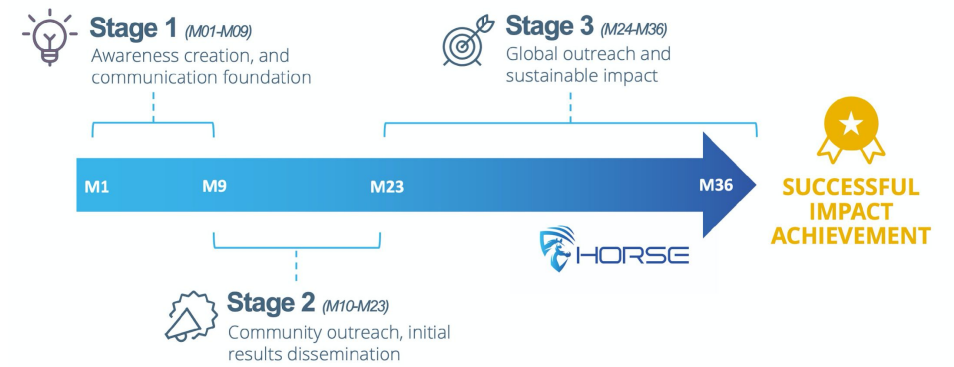 Stage 1 (M01-M09)
Awareness creation, and
communication foundation
Stage 3 (M24-M36)
Global outreach and
sustainable impact
M1
M9
M23
M36
SUCCESSFUL
IMPACT
ACHIEVEMENT
HORSE
Stage 2 (M10-M23)
Community outreach, initial
results dissemination